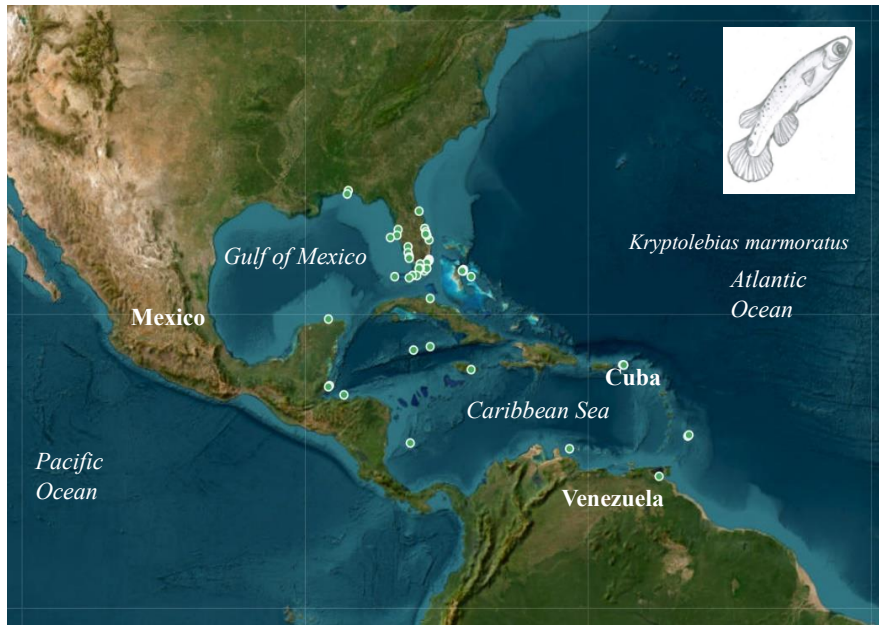 Gulf of Mexico
Kryptolebias marmoratus
Atlantic
Ocean
Mexico
Cuba
Caribbean Sea
Pacific
Ocean
Venezuela